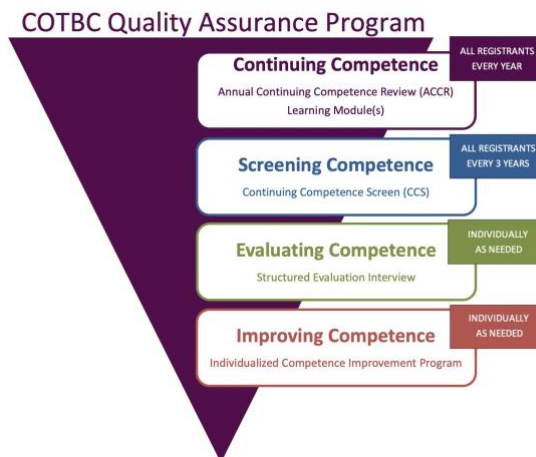 COTBC Quality Assurance Program
ALL REGISTRANTS
EVERY YEAR
Continuing Competence
Annual Continuing Competence Review (ACCR)
Learning Module(s)
ALL REGISTRANTS
EVERY 3 YEARS
Screening Competence
Continuing Competence Screen (CCS)
INDIVIDUALLY
AS NEEDED
Evaluating Competence
Structured Evaluation Interview
INDIVIDUALLY
AS NEEDED
Improving Competence
Individualized Competence Improvement Program